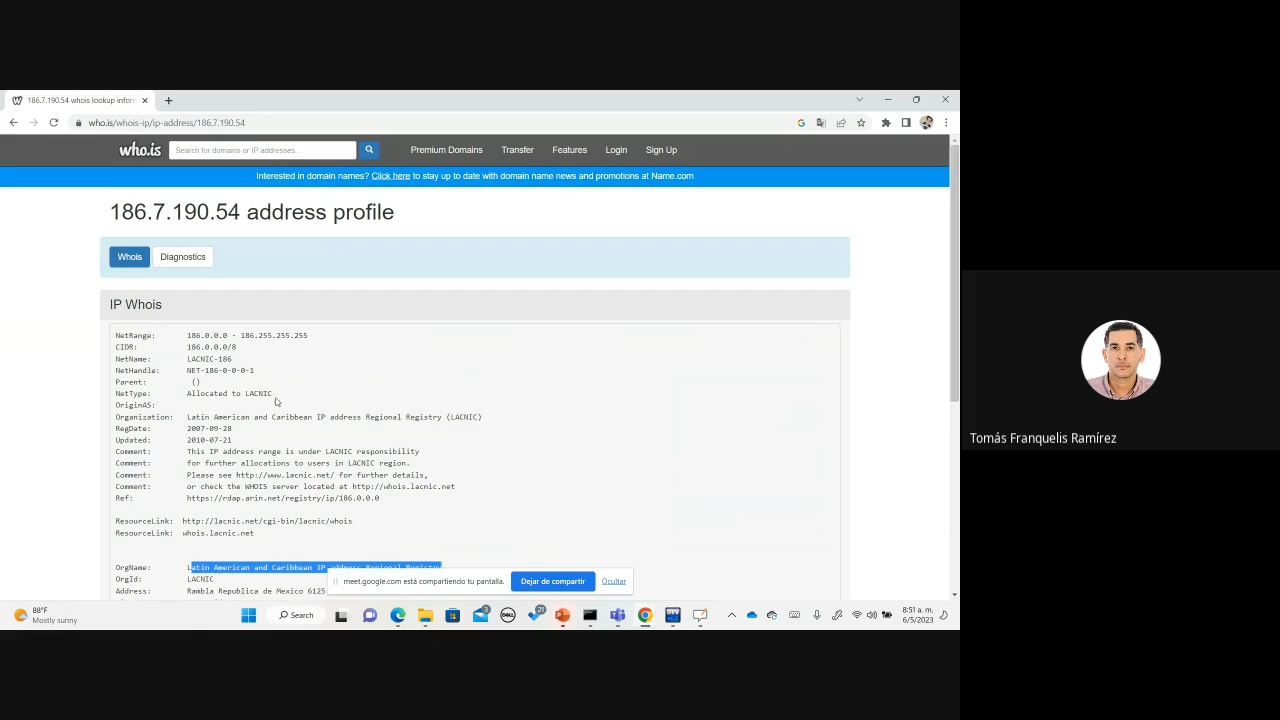 186.7.190.54 whois lookup infor
who.is/whois-ip/ip-address/186.7.190.54
who.is Search for domains or IP addresses... Premium Domains Transfer Features Login Sign Up
Interested in domain names? Click here to stay up to date with domain name news and promotions at Name.com
186.7.190.54 address profile
Whois Diagnostics
IP Whois
NetRange: 186.0.0.0 - 186.255.255.255
CIDR: 186.0.0.0/8
NetName: LACNIC-186
NetHandle: NET-186-0-0-0-1
Parent: ()
NetType: Allocated to LACNIC
OriginAS:
Organization: Latin American and Caribbean IP address Regional Registry (LACNIC)
RegDate: 2007-09-28
Updated: 2010-07-21
Comment: This IP address range is under LACNIC responsibility
Comment: for further allocations to users in LACNIC region.
Comment: Please see http://www.lacnic.net/ for further details,
Comment: or check the WHOIS server located at http://whois.lacnic.net
Ref: https://rdap.arin.net/registry/ip/186.0.0.0
ResourceLink: http://lacnic.net/cgi-bin/lacnic/whois
ResourceLink: whois.lacnic.net
OrgName: Latin American and Caribbean IP address Regional Registry
OrgId: LACNIC
Address: Rambla Republica de Mexico 6125
meet.google.com está compartiendo tu pantalla. Dejar de compartir Ocultar
88°F
Mostly sunny
Search
3
DELL
21
8:51 a. m.
6/5/2023
Tomás Franquelis Ramírez